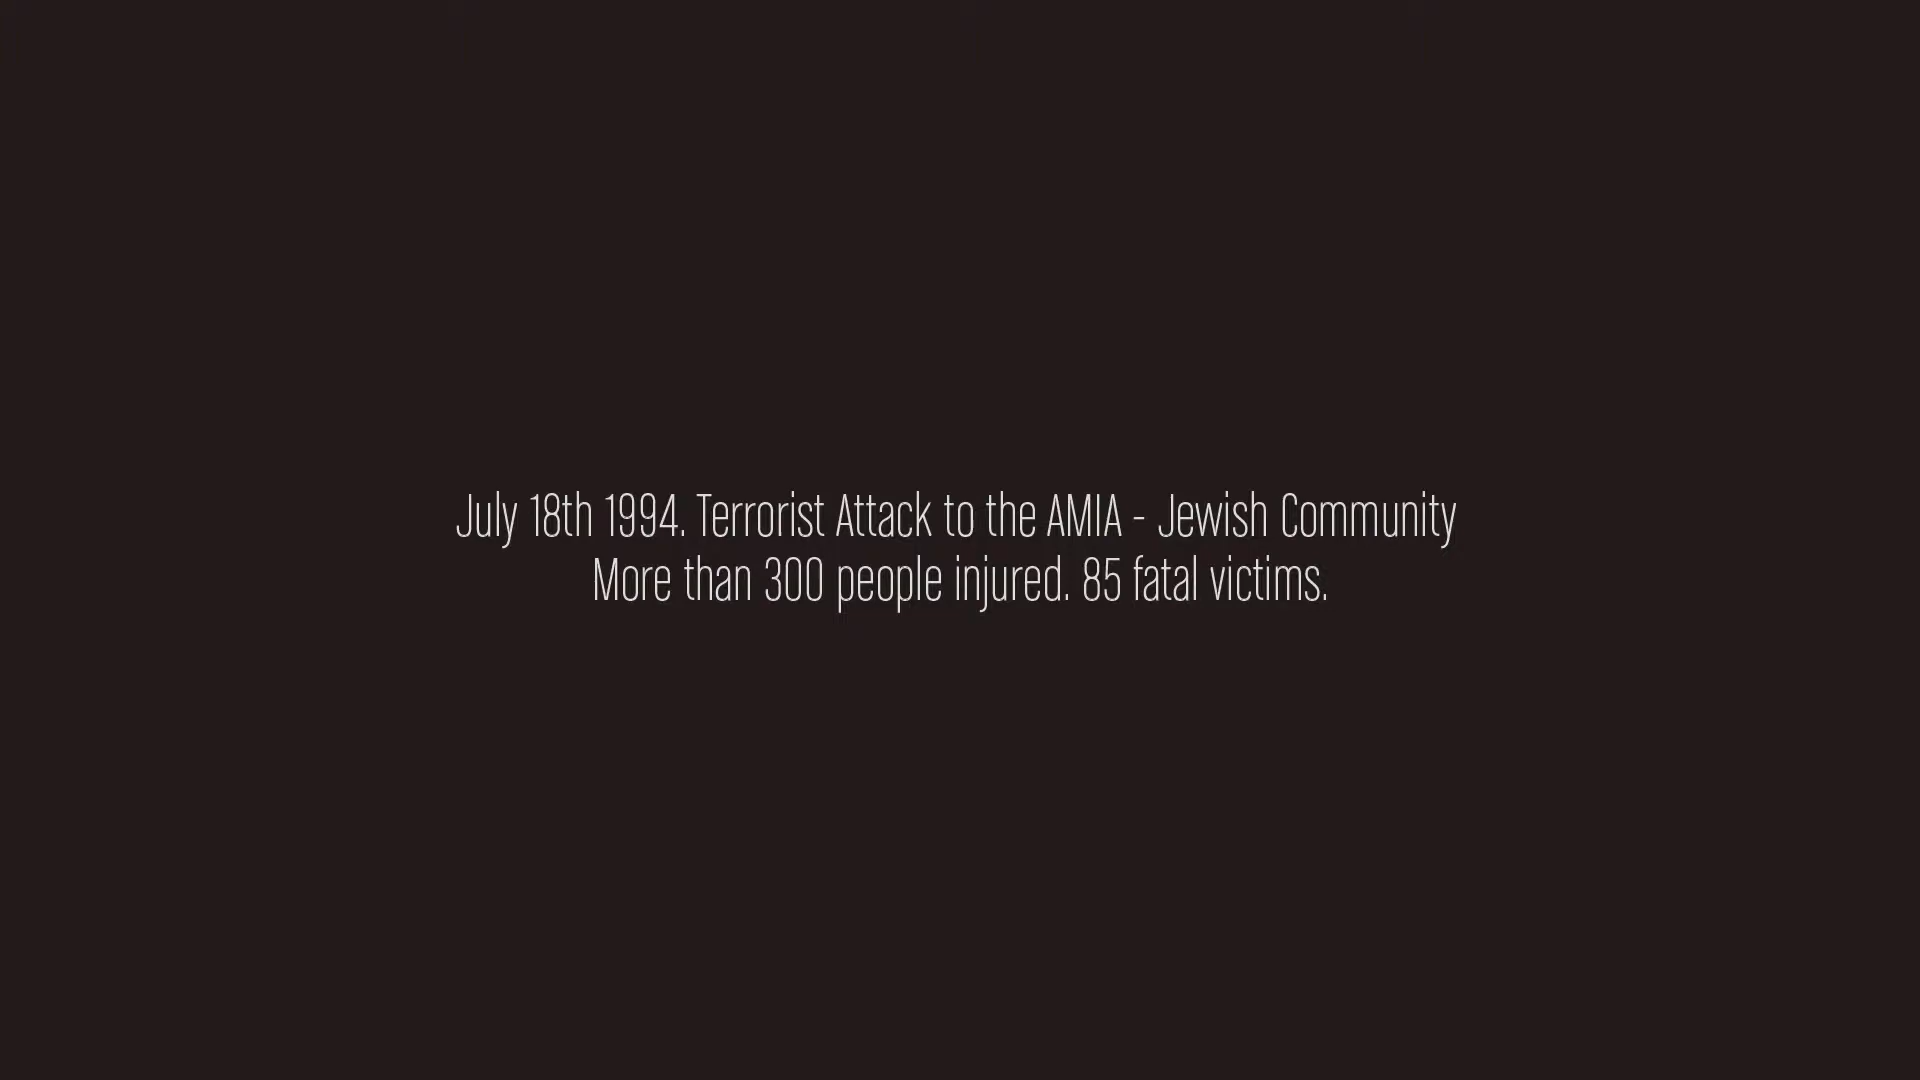 July 18th 1994. Terrorist Attack to the AMIA - Jewish Community
More than 300 people injured. 85 fatal victims.